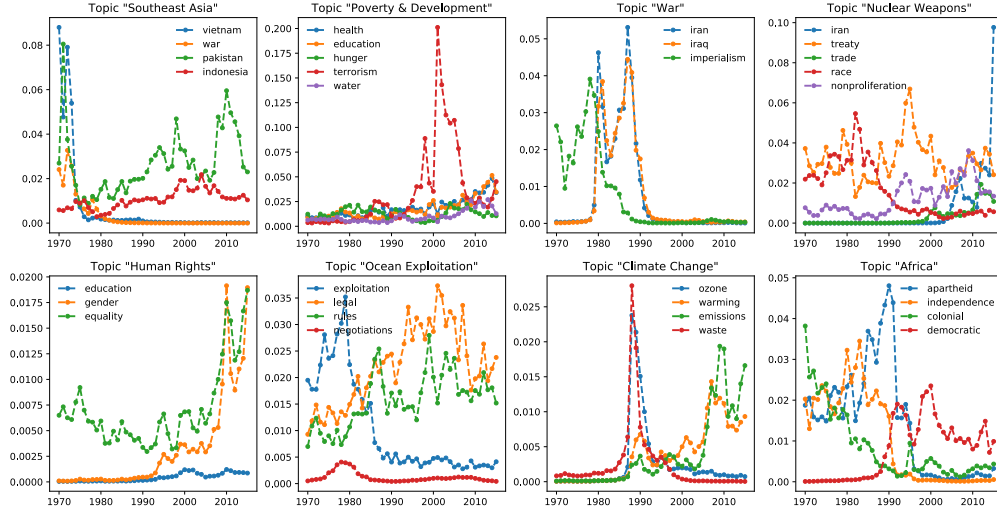 Topic "Southeast Asia"
vietnam
war
pakistan
indonesia
0.08
0.06
0.04
0.02
0.00
1970 1980 1990 2000 2010
Topic "Poverty & Development"
health
education
hunger
terrorism
water
0.200
0.175
0.150
0.125
0.100
0.075
0.050
0.025
0.000
1970 1980 1990 2000 2010
Topic "War"
iran
iraq
imperialism
0.05
0.04
0.03
0.02
0.01
0.00
1970 1980 1990 2000 2010
Topic "Nuclear Weapons"
iran
treaty
trade
race
nonproliferation
0.10
0.08
0.06
0.04
0.02
0.00
1970 1980 1990 2000 2010
Topic "Human Rights"
education
gender
equality
0.0200
0.0175
0.0150
0.0125
0.0100
0.0075
0.0050
0.0025
0.0000
1970 1980 1990 2000 2010
Topic "Ocean Exploitation"
exploitation
legal
rules
negotiations
0.035
0.030
0.025
0.020
0.015
0.010
0.005
0.000
1970 1980 1990 2000 2010
Topic "Climate Change"
ozone
warming
emissions
waste
0.030
0.025
0.020
0.015
0.010
0.005
0.000
1970 1980 1990 2000 2010
Topic "Africa"
apartheid
independence
colonial
democratic
0.05
0.04
0.03
0.02
0.01
0.00
1970 1980 1990 2000 2010